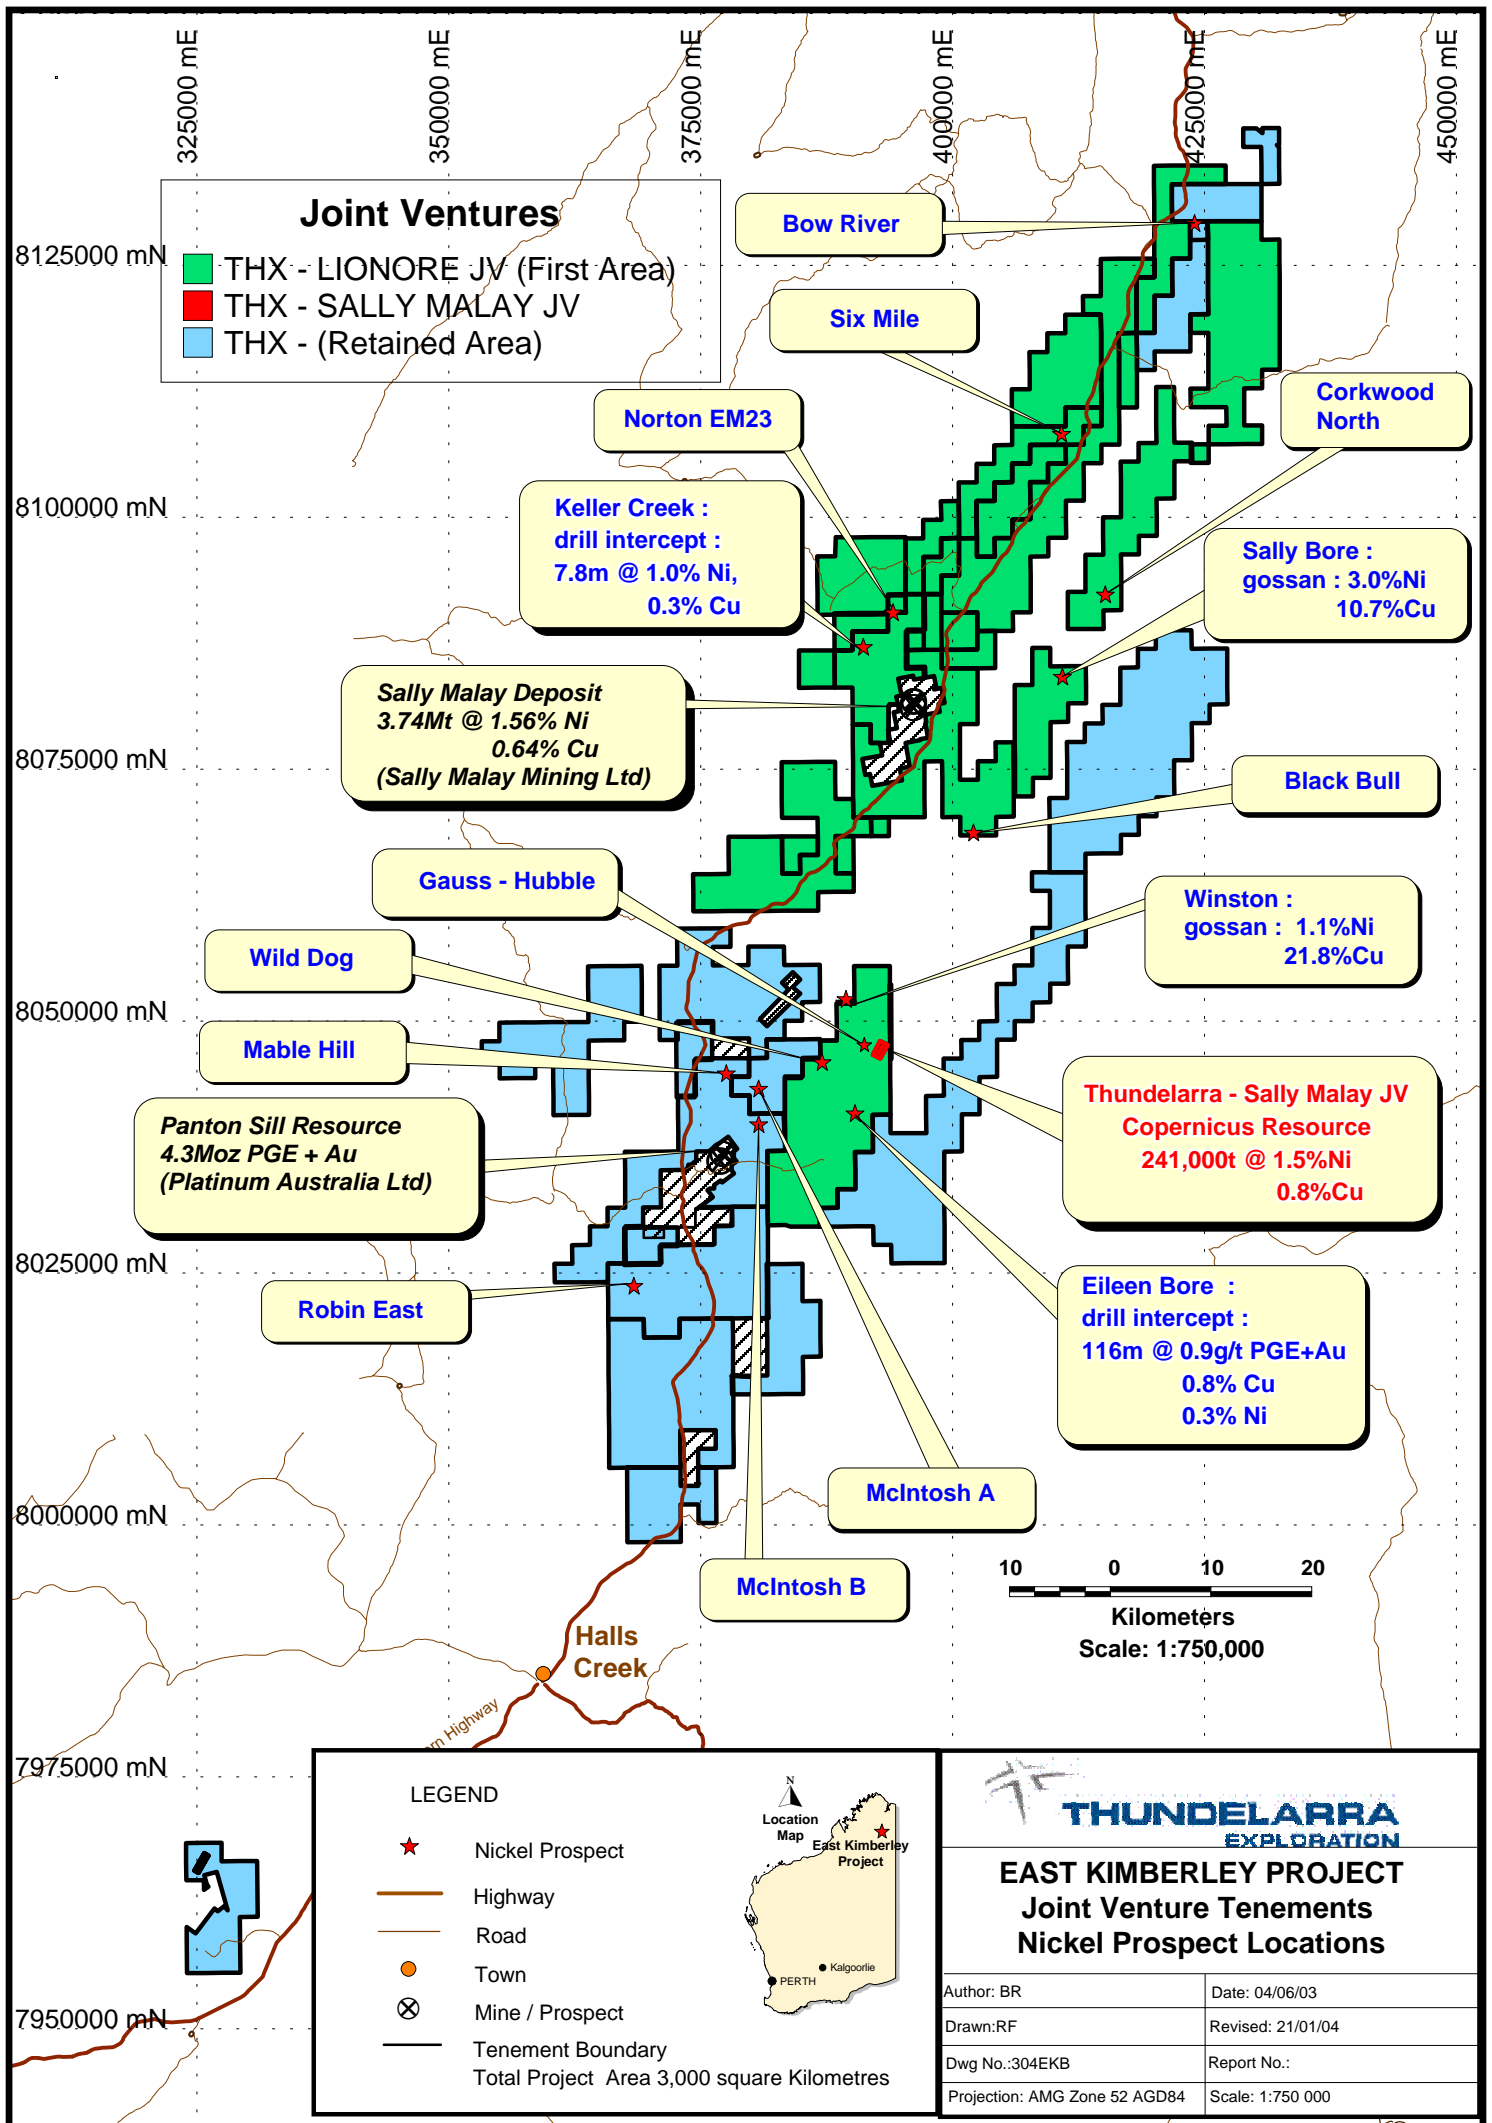 325000 mE
350000 mE
375000 mE
400000 mE
425000 mE
450000 mE
Joint Ventures
THX - LIONORE JV (First Area)
THX - SALLY MALAY JV
THX - (Retained Area)
8125000 mN
8100000 mN
8075000 mN
8050000 mN
8025000 mN
8000000 mN
7975000 mN
7950000 mN
Bow River
Six Mile
Corkwood
North
Norton EM23
Keller Creek :
drill intercept :
7.8m @ 1.0% Ni,
0.3% Cu
Sally Bore :
gossan : 3.0%Ni
10.7%Cu
Sally Malay Deposit
3.74Mt @ 1.56% Ni
0.64% Cu
(Sally Malay Mining Ltd)
Black Bull
Gauss - Hubble
Winston :
gossan : 1.1%Ni
21.8%Cu
Wild Dog
Mable Hill
Thundelarra - Sally Malay JV
Copernicus Resource
241,000t @ 1.5%Ni
0.8%Cu
Panton Sill Resource
4.3Moz PGE + Au
(Platinum Australia Ltd)
Robin East
Eileen Bore :
drill intercept :
116m @ 0.9g/t PGE+Au
0.8% Cu
0.3% Ni
McIntosh A
McIntosh B
10 0 10 20
Kilometers
Scale: 1:750,000
Halls
Creek
ern Highway
LEGEND
Nickel Prospect
Highway
Road
Town
Mine / Prospect
Tenement Boundary
Total Project Area 3,000 square Kilometres
N
Location
Map
East Kimberley
Project
Kalgoorlie
PERTH
THUNDELARRA
EXPLORATION
EAST KIMBERLEY PROJECT
Joint Venture Tenements
Nickel Prospect Locations
Author: BR
Date: 04/06/03
Drawn:RF
Revised: 21/01/04
Dwg No.:304EKB
Report No.:
Projection: AMG Zone 52 AGD84
Scale: 1:750 000